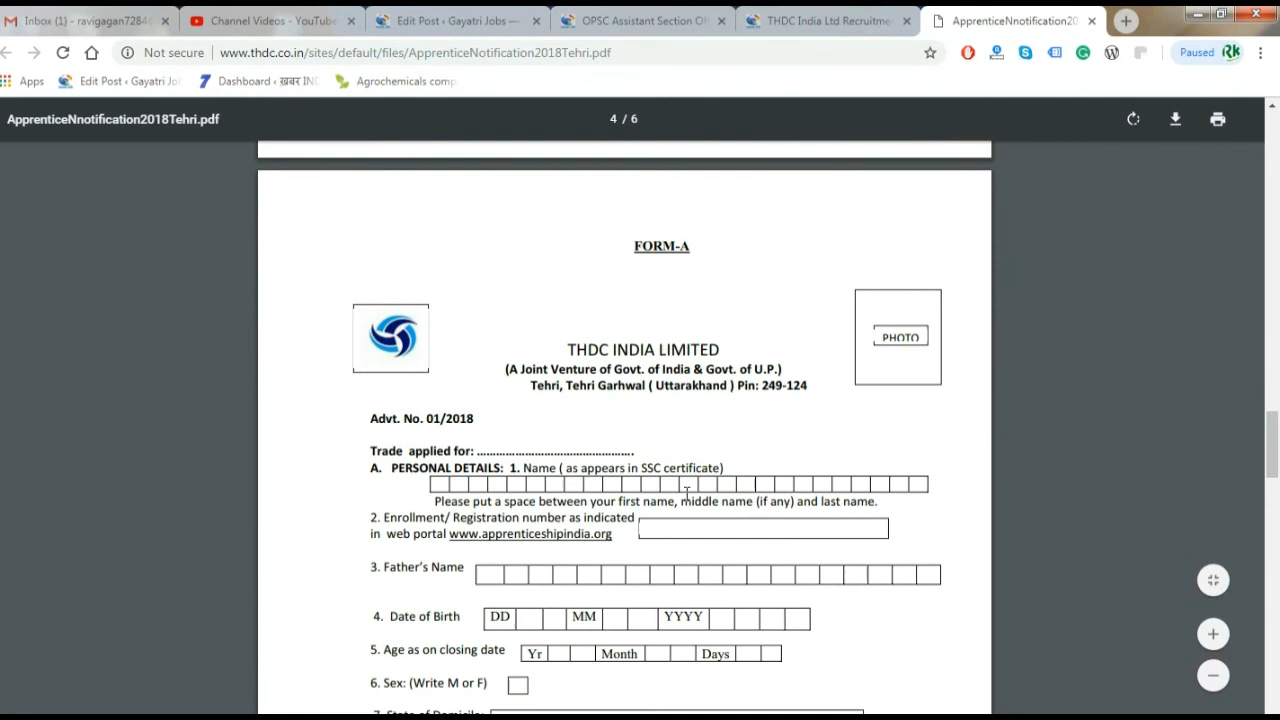 Inbox (1) - ravigagan7284
Channel Videos - YouTube
Edit Post ‹ Gayatri Jobs —
OPSC Assistant Section Of
THDC India Ltd Recruitme
ApprenticeNnotification20
Not secure
www.thdc.co.in/sites/default/files/ApprenticeNotification2018Tehri.pdf
Paused
Apps
Edit Post ‹ Gayatri Jo
Dashboard ‹ ख़बर IND
Agrochemicals comp
ApprenticeNnotification2018Tehri.pdf
4 / 6
FORM-A
PHOTO
THDC INDIA LIMITED
(A Joint Venture of Govt. of India & Govt. of U.P.)
Tehri, Tehri Garhwal ( Uttarakhand ) Pin: 249-124
Advt. No. 01/2018
Trade applied for: ................................................
A. PERSONAL DETAILS: 1. Name ( as appears in SSC certificate)
Please put a space between your first name, middle name (if any) and last name.
2. Enrollment/ Registration number as indicated
in web portal www.apprenticeshipindia.org
3. Father's Name
4. Date of Birth DD MM YYYY
5. Age as on closing date Yr Month Days
6. Sex: (Write M or F)
7. State of Domicile: